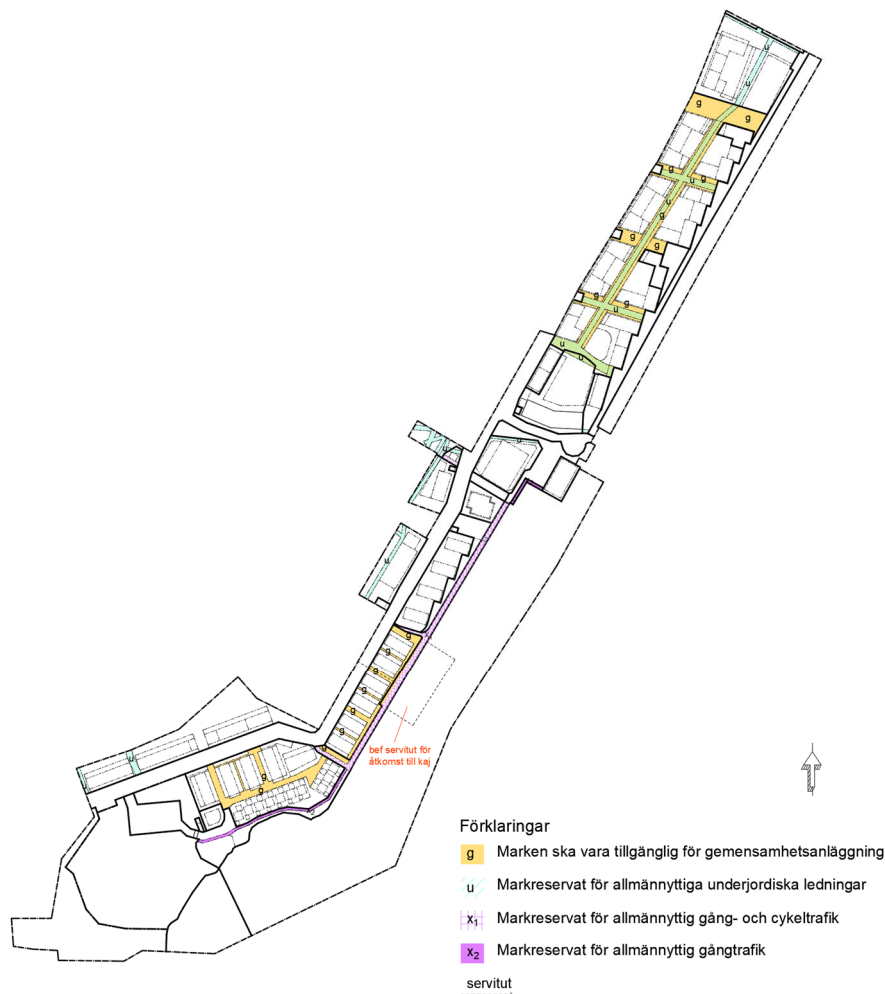 u
u
g
g
g
g
u
u
g
g
g
g
g
u
u
u
u
u
g
g
g
g
g
g
bef servitut för
åtkomst till kaj
g
u
g
g
Förklaringar
g Marken ska vara tillgänglig för gemensamhetsanläggning
u Markreservat för allmännyttiga underjordiska ledningar
x1 Markreservat för allmännyttig gång- och cykeltrafik
x2 Markreservat för allmännyttig gångtrafik
servitut